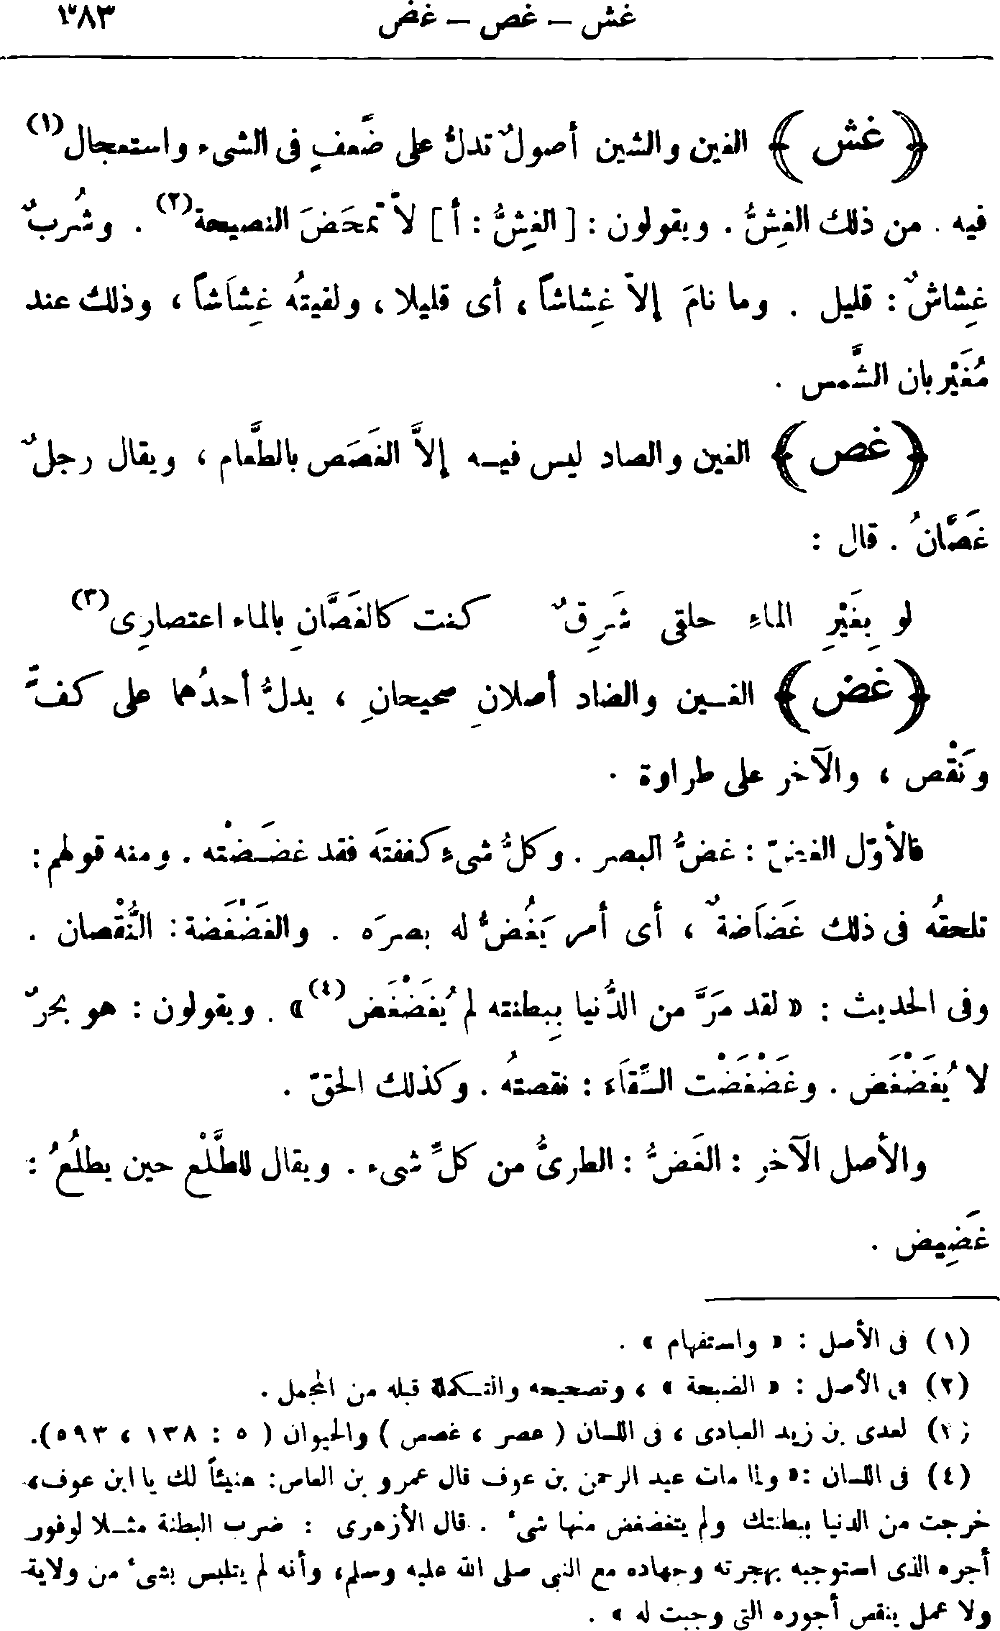 غش – غص – غض ٣٨٣
﴿ غش ﴾ الغين والشين أصولٌ تدلُّ على ضَعفٍ فى الشىء واستعجال(١)
فيه . من ذلك الغِشُّ . ويقولون : [ الغِشُّ : أ ] لاّ تمحَضَ النصيحة(٢) . وشُربٌ
غِشاشٌ : قليل . وما نامَ إلاّ غِشاشاً ، أى قليلا ، ولقيتُه غِشَاشاً ، وذلك عند
مُغَيْرِبان الشَّمس .
﴿ غص ﴾ الغين والصاد ليس فيـه إلاَّ الغَصَص بالطَّعام ، ويقال رجلٌ
غَصَّانُ . قال :
لو بِغَيْرِ الماءِ حلقى شَرِقٌ كنت كالغَصَّانِ بالماء اعتصارِى(٣)
﴿ غض ﴾ الغـين والضاد أصلانِ صحيحانِ ، يدلُّ أحدُهما على كفٍّ
ونَقْص ، والآخر على طراوة .
فالأوّل الغضّ : غضُّ البصر . وكلُّ شىءٍ كففتَه فقد غضَـضْته . ومنه قولهم :
تلحقُه فى ذلك غَضَاضةٌ ، أى أمر يَغُضُّ له بصرَه . والغَضْغَضة : النُّقْصان .
وفى الحديث : « لقد مَرَّ من الدُّنيا بِبطنته لم يُغَضْغَض(٤) » . ويقولون : هو بحرٌ
لا يُغَضْغَض . وغَضْغَضْت السِّقَاء : نقصتُه . وكذلك الحقّ .
والأصل الآخر : الغَضُّ : الطرىُّ من كلِّ شىء . ويقال للطَّلْع حين يطلُعُ :
غَضِيض .
(١) فى الأصل : « واستفهام » .
(٢) فى الأصل : « الضبحة » ، وتصحيحه والتـكملة قبله من المجمل .
(٣) لعدى بن زيد العبادى ، فى اللسان ( عصر ، غصص ) والحيوان ( ٥ : ١٣٨ ، ٥٩٣).
(٤) فى اللسان : « ولما مات عبد الرحمن بن عوف قال عمرو بن العاص: هنيئاً لك يا ابن عوف،
خرجت من الدنيا ببطنتك ولم يتغضغض منها شىء . قال الأزهرى : ضرب البطنة مثـلا لوفور
أجره الذى استوجبه بهجرته وجهاده مع النبى صلى الله عليه وسلم، وأنه لم يتلبس بشىء من ولاية
ولا عمل ينقص أجوره التى وجبت له » .